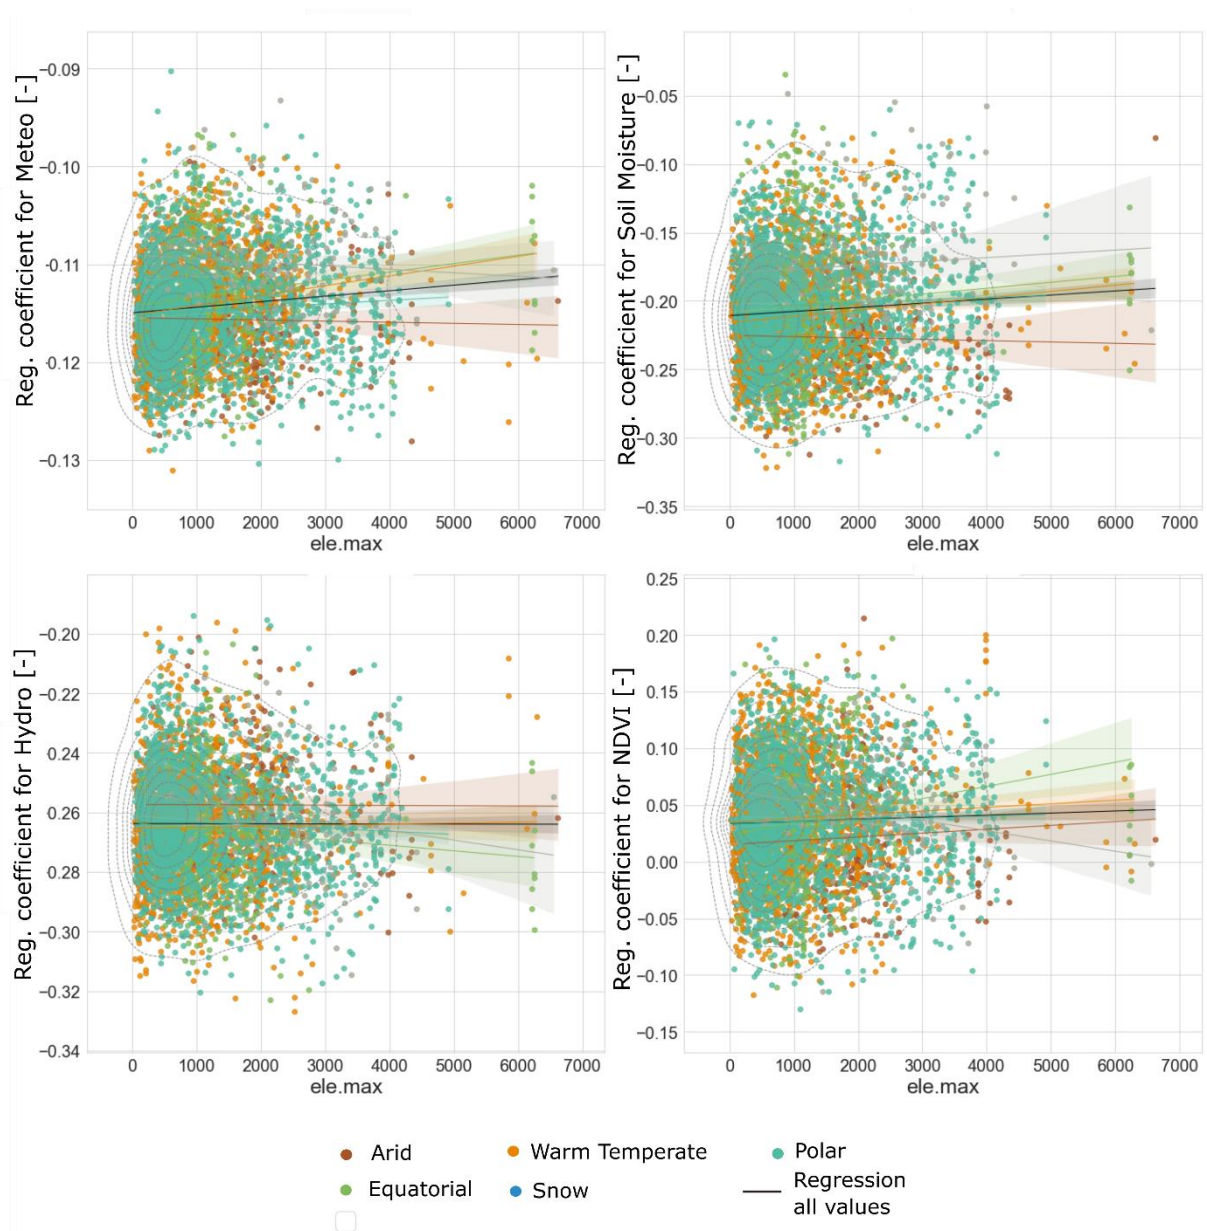 Reg. coefficient for Meteo [-]
−0.09
−0.10
−0.11
−0.12
−0.13
0 1000 2000 3000 4000 5000 6000 7000
ele.max
Reg. coefficient for Soil Moisture [-]
−0.05
−0.10
−0.15
−0.20
−0.25
−0.30
−0.35
0 1000 2000 3000 4000 5000 6000 7000
ele.max
Reg. coefficient for Hydro [-]
−0.20
−0.22
−0.24
−0.26
−0.28
−0.30
−0.32
−0.34
0 1000 2000 3000 4000 5000 6000 7000
ele.max
Reg. coefficient for NDVI [-]
0.25
0.20
0.15
0.10
0.05
0.00
−0.05
−0.10
−0.15
0 1000 2000 3000 4000 5000 6000 7000
ele.max
Arid Warm Temperate Polar
Equatorial Snow Regression
all values